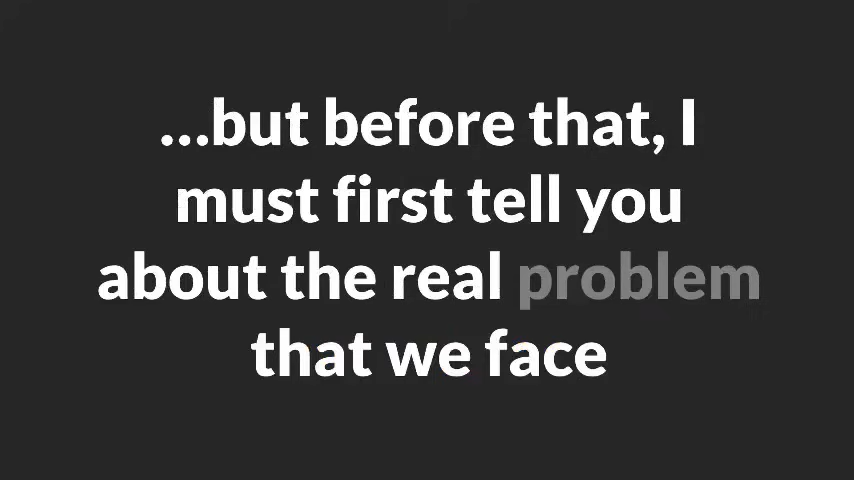 ...but before that, I
must first tell you
about the real problem
that we face